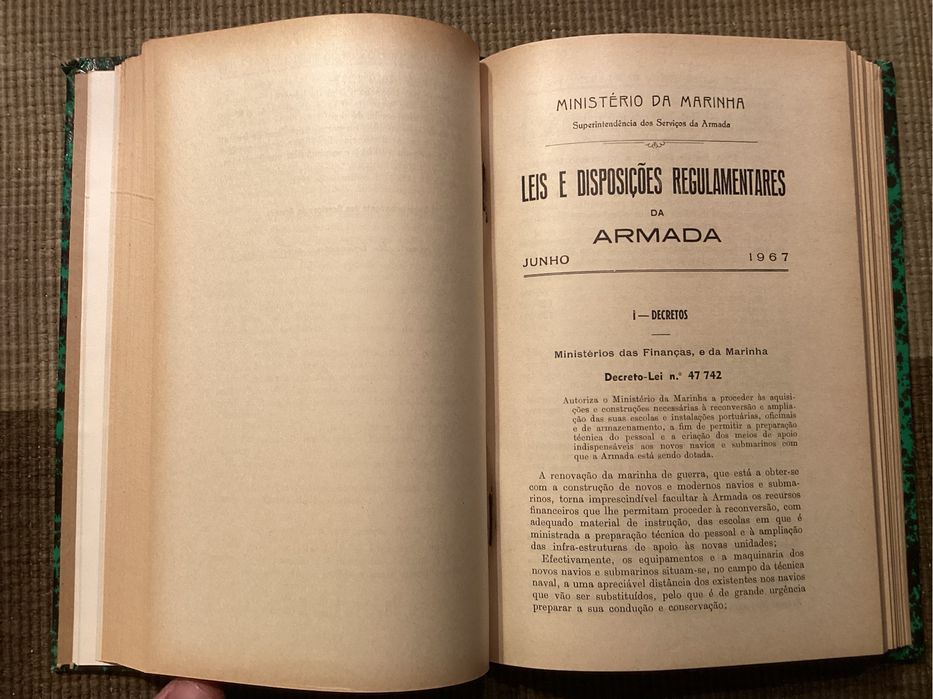 MINISTÉRIO DA MARINHA
Superintendência dos Serviços da Armada
LEIS E DISPOSIÇÕES REGULAMENTARES
DA
ARMADA
JUNHO 1967
I — DECRETOS
Ministérios das Finanças, e da Marinha
Decreto-Lei n.º 47 742
Autoriza o Ministério da Marinha a proceder às aquisi-
ções e construções necessárias à reconversão e amplia-
ção das suas escolas e instalações portuárias, oficinais
e de armazenamento, a fim de permitir a preparação
técnica do pessoal e a criação dos meios de apoio
indispensáveis aos novos navios e submarinos com
que a Armada está sendo dotada.
A renovação da marinha de guerra, que está a obter-se
com a construção de novos e modernos navios e subma-
rinos, torna imprescindível facultar à Armada os recursos
financeiros que lhe permitam proceder à reconversão, com
adequado material de instrução, das escolas em que é
ministrada a preparação técnica do pessoal e à ampliação
das infra-estruturas de apoio às novas unidades;
Efectivamente, os equipamentos e a maquinaria dos
novos navios e submarinos situam-se, no campo da técnica
naval, a uma apreciável distância dos existentes nos navios
que vão ser substituídos, pelo que é de grande urgência
preparar a sua condução e conservação;